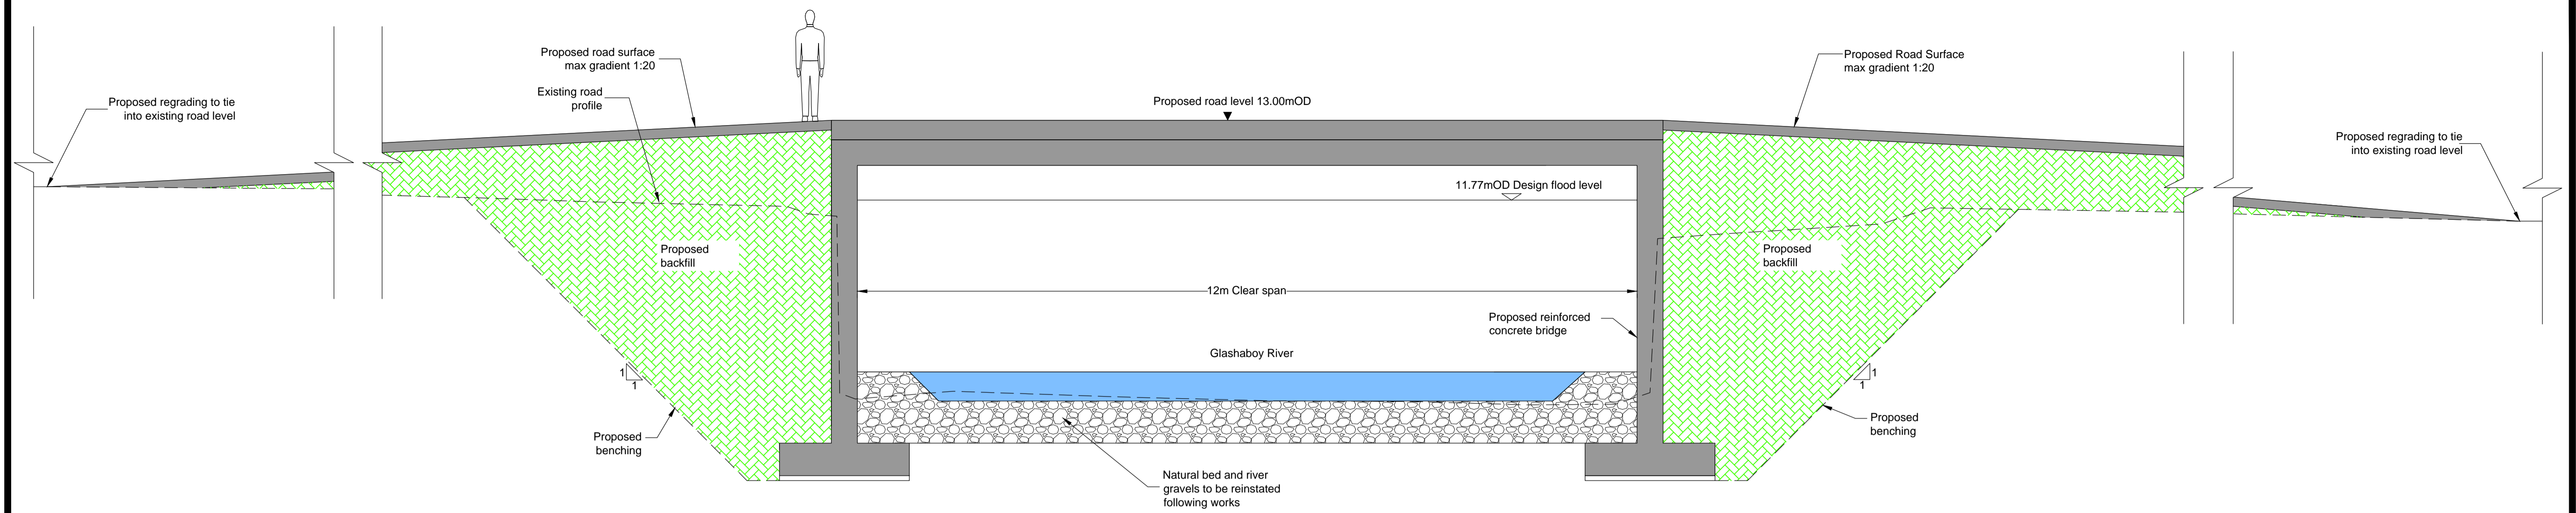 Proposed regrading to tie
into existing road level
Proposed road surface
max gradient 1:20
Existing road
profile
Proposed road level 13.00mOD
Proposed Road Surface
max gradient 1:20
Proposed regrading to tie
into existing road level
11.77mOD Design flood level
Proposed
backfill
Proposed
backfill
12m Clear span
Proposed reinforced
concrete bridge
Glashaboy River
1
1
1
1
Proposed
benching
Proposed
benching
Natural bed and river
gravels to be reinstated
following works